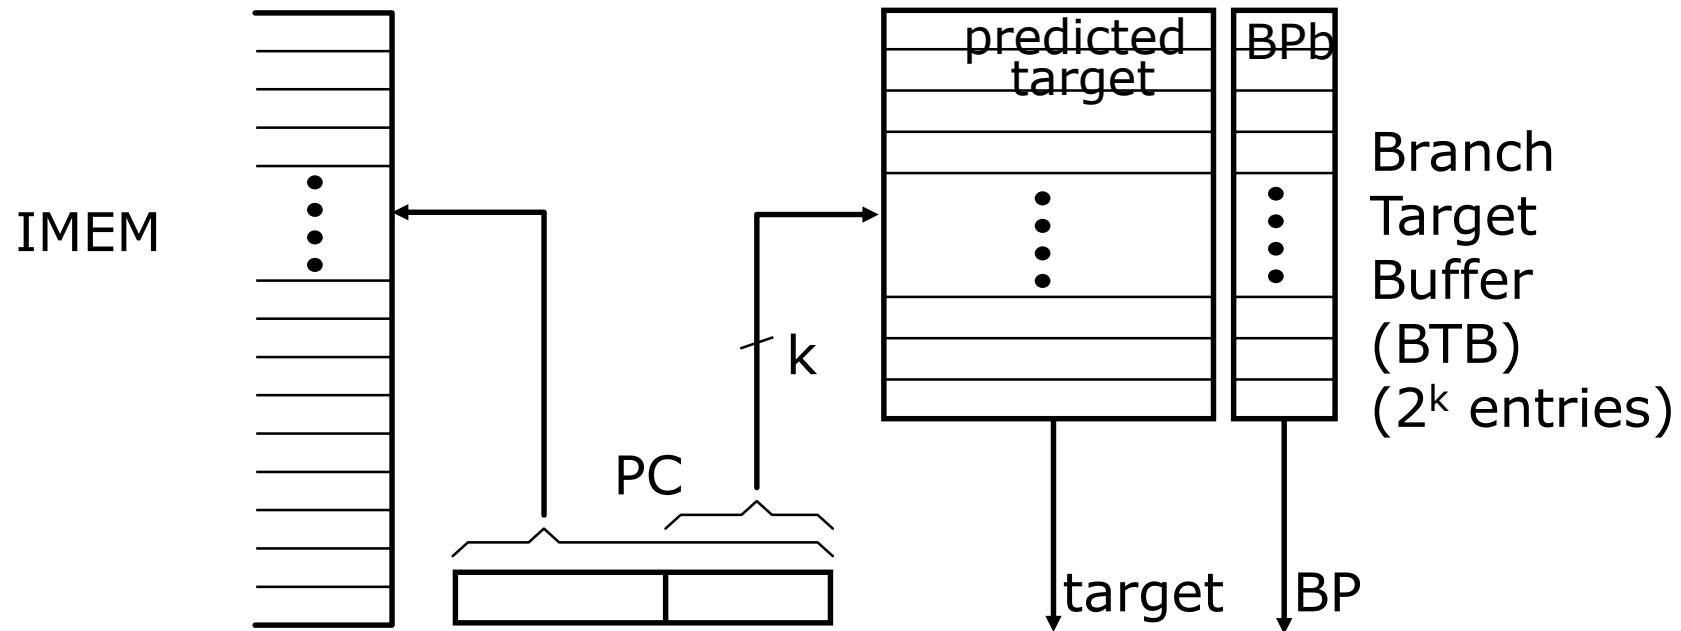 predicted
target
BPb
IMEM
Branch
Target
Buffer
(BTB)
(2ᵏ entries)
k
PC
target
BP